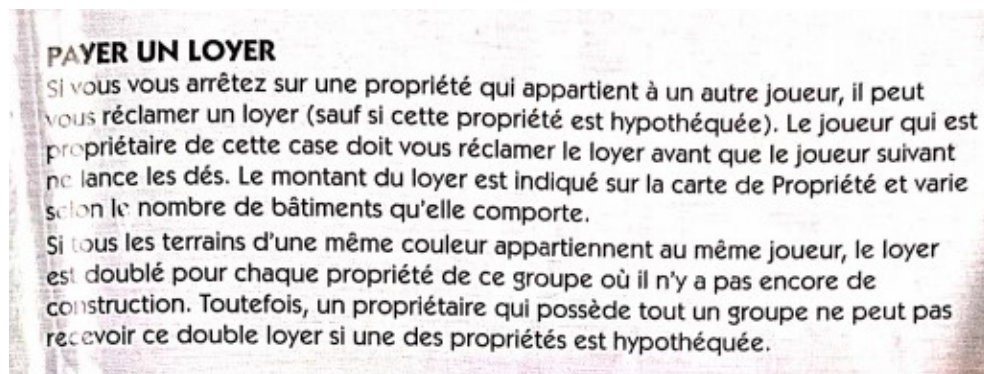 PAYER UN LOYER
Si vous vous arrêtez sur une propriété qui appartient à un autre joueur, il peut
vous réclamer un loyer (sauf si cette propriété est hypothéquée). Le joueur qui est
propriétaire de cette case doit vous réclamer le loyer avant que le joueur suivant
ne lance les dés. Le montant du loyer est indiqué sur la carte de Propriété et varie
selon le nombre de bâtiments qu'elle comporte.
Si tous les terrains d'une même couleur appartiennent au même joueur, le loyer
est doublé pour chaque propriété de ce groupe où il n'y a pas encore de
construction. Toutefois, un propriétaire qui possède tout un groupe ne peut pas
recevoir ce double loyer si une des propriétés est hypothéquée.